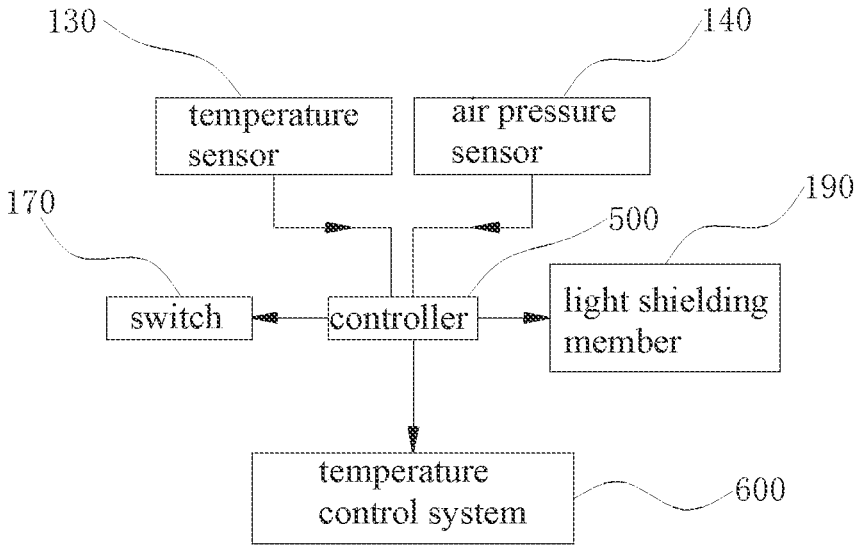 130
140
temperature
sensor
air pressure
sensor
170
500
190
switch
controller
light shielding
member
temperature
control system
600